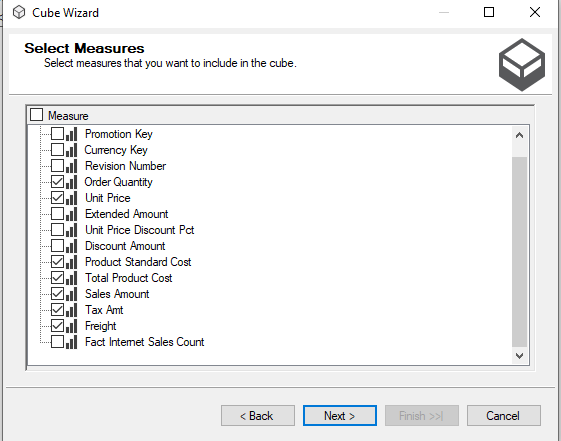 Cube Wizard
Select Measures
Select measures that you want to include in the cube.
Measure
Promotion Key
Currency Key
Revision Number
Order Quantity
Unit Price
Extended Amount
Unit Price Discount Pct
Discount Amount
Product Standard Cost
Total Product Cost
Sales Amount
Tax Amt
Freight
Fact Internet Sales Count
< Back
Next >
Finish >>|
Cancel